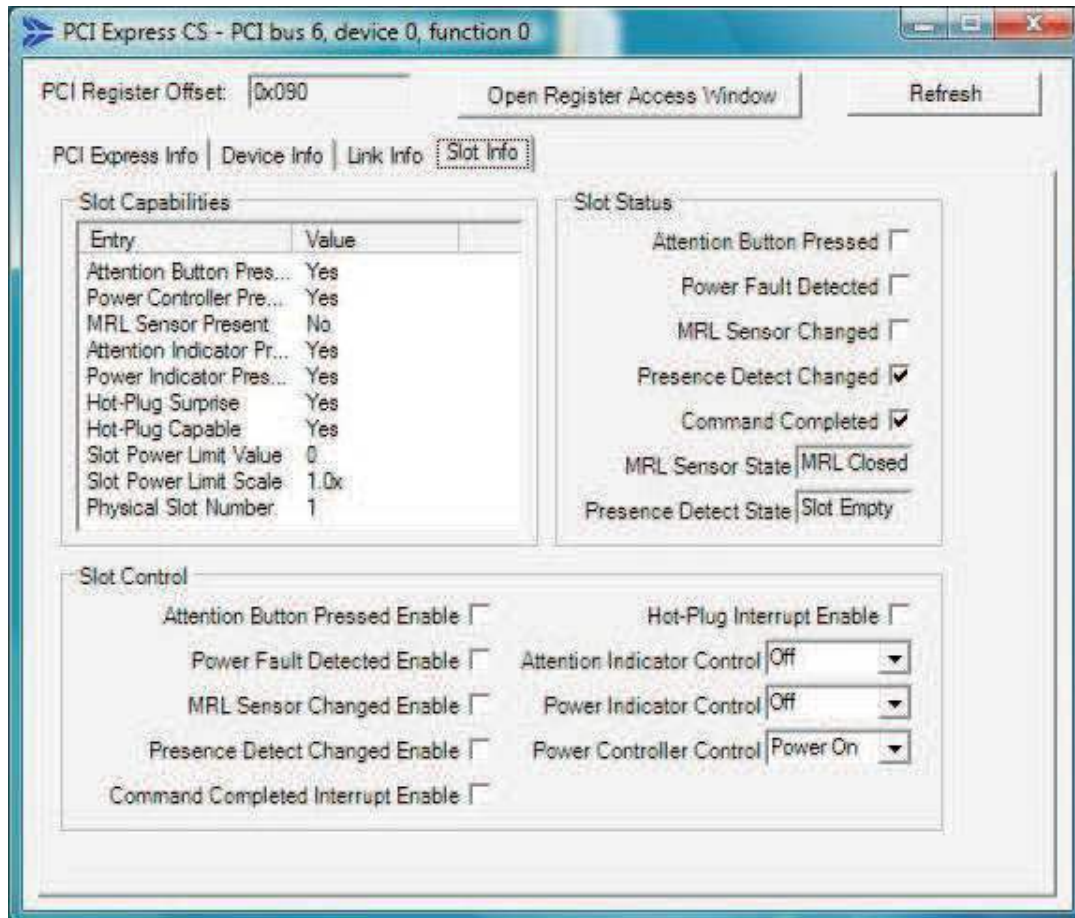 PCI Express CS - PCI bus 6, device 0, function 0
PCI Register Offset: 0x090 Open Register Access Window Refresh
PCI Express Info Device Info Link Info Slot Info
Slot Capabilities
Entry Value
Attention Button Pres... Yes
Power Controller Pre... Yes
MRL Sensor Present No
Attention Indicator Pr... Yes
Power Indicator Pres... Yes
Hot-Plug Surprise Yes
Hot-Plug Capable Yes
Slot Power Limit Value 0
Slot Power Limit Scale 1.0x
Physical Slot Number 1
Slot Status
Attention Button Pressed
Power Fault Detected
MRL Sensor Changed
Presence Detect Changed
Command Completed
MRL Sensor State MRL Closed
Presence Detect State Slot Empty
Slot Control
Attention Button Pressed Enable
Power Fault Detected Enable
MRL Sensor Changed Enable
Presence Detect Changed Enable
Command Completed Interrupt Enable
Hot-Plug Interrupt Enable
Attention Indicator Control Off
Power Indicator Control Off
Power Controller Control Power On